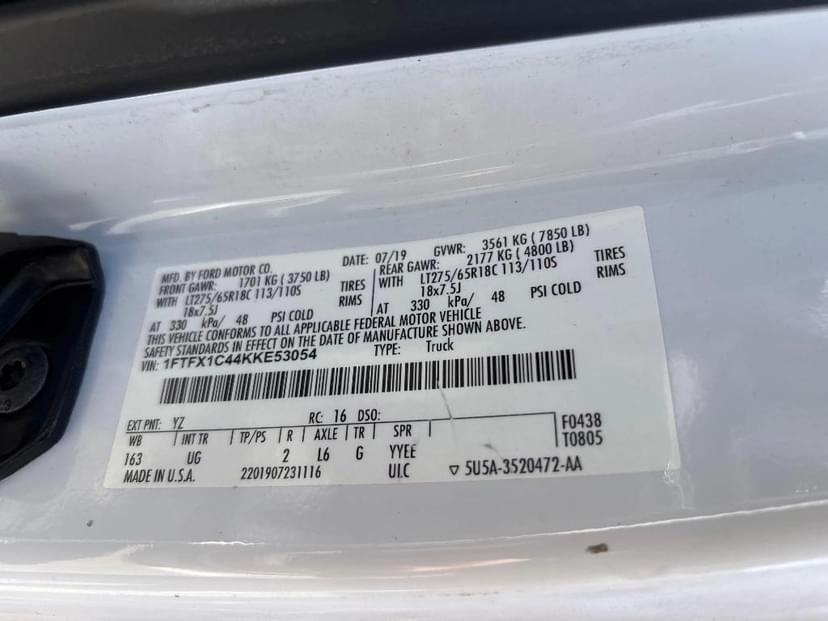 MFD. BY FORD MOTOR CO. DATE: 07/19 GVWR: 3561 KG ( 7850 LB)
FRONT GAWR: 1701 KG ( 3750 LB) REAR GAWR: 2177 KG ( 4800 LB)
WITH LT275/65R18C 113/110S TIRES WITH LT275/65R18C 113/110S TIRES
18x7.5J RIMS 18x7.5J RIMS
AT 330 kPa/ 48 PSI COLD AT 330 kPa/ 48 PSI COLD
THIS VEHICLE CONFORMS TO ALL APPLICABLE FEDERAL MOTOR VEHICLE
SAFETY STANDARDS IN EFFECT ON THE DATE OF MANUFACTURE SHOWN ABOVE.
VIN: 1FTFX1C44KKE53054 TYPE: Truck
EXT PNT: YZ RC: 16 DSO: F0438
WB INT TR TP/PS R AXLE TR SPR T0805
163 UG 2 L6 G YYEE
MADE IN U.S.A. 2201907231116 UI.C ▽ 5U5A-3520472-AA